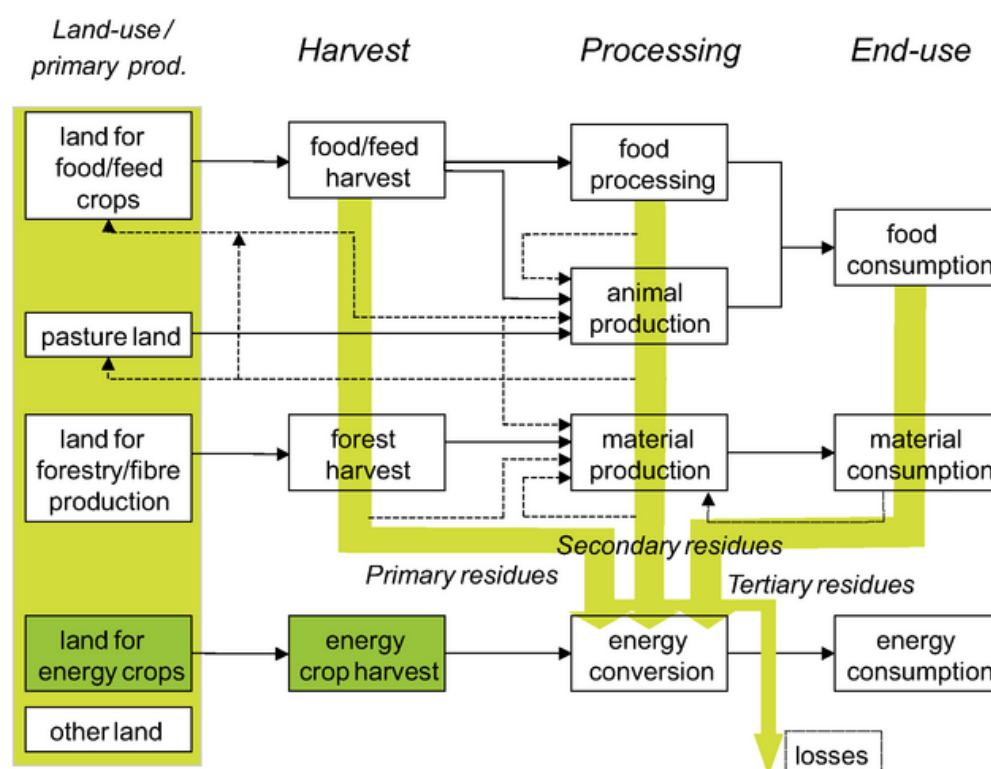 Land-use /
primary prod.
Harvest
Processing
End-use
land for
food/feed
crops
food/feed
harvest
food
processing
food
consumption
animal
production
pasture land
land for
forestry/fibre
production
forest
harvest
material
production
material
consumption
Primary residues
Secondary residues
Tertiary residues
land for
energy crops
energy
crop harvest
energy
conversion
energy
consumption
other land
losses